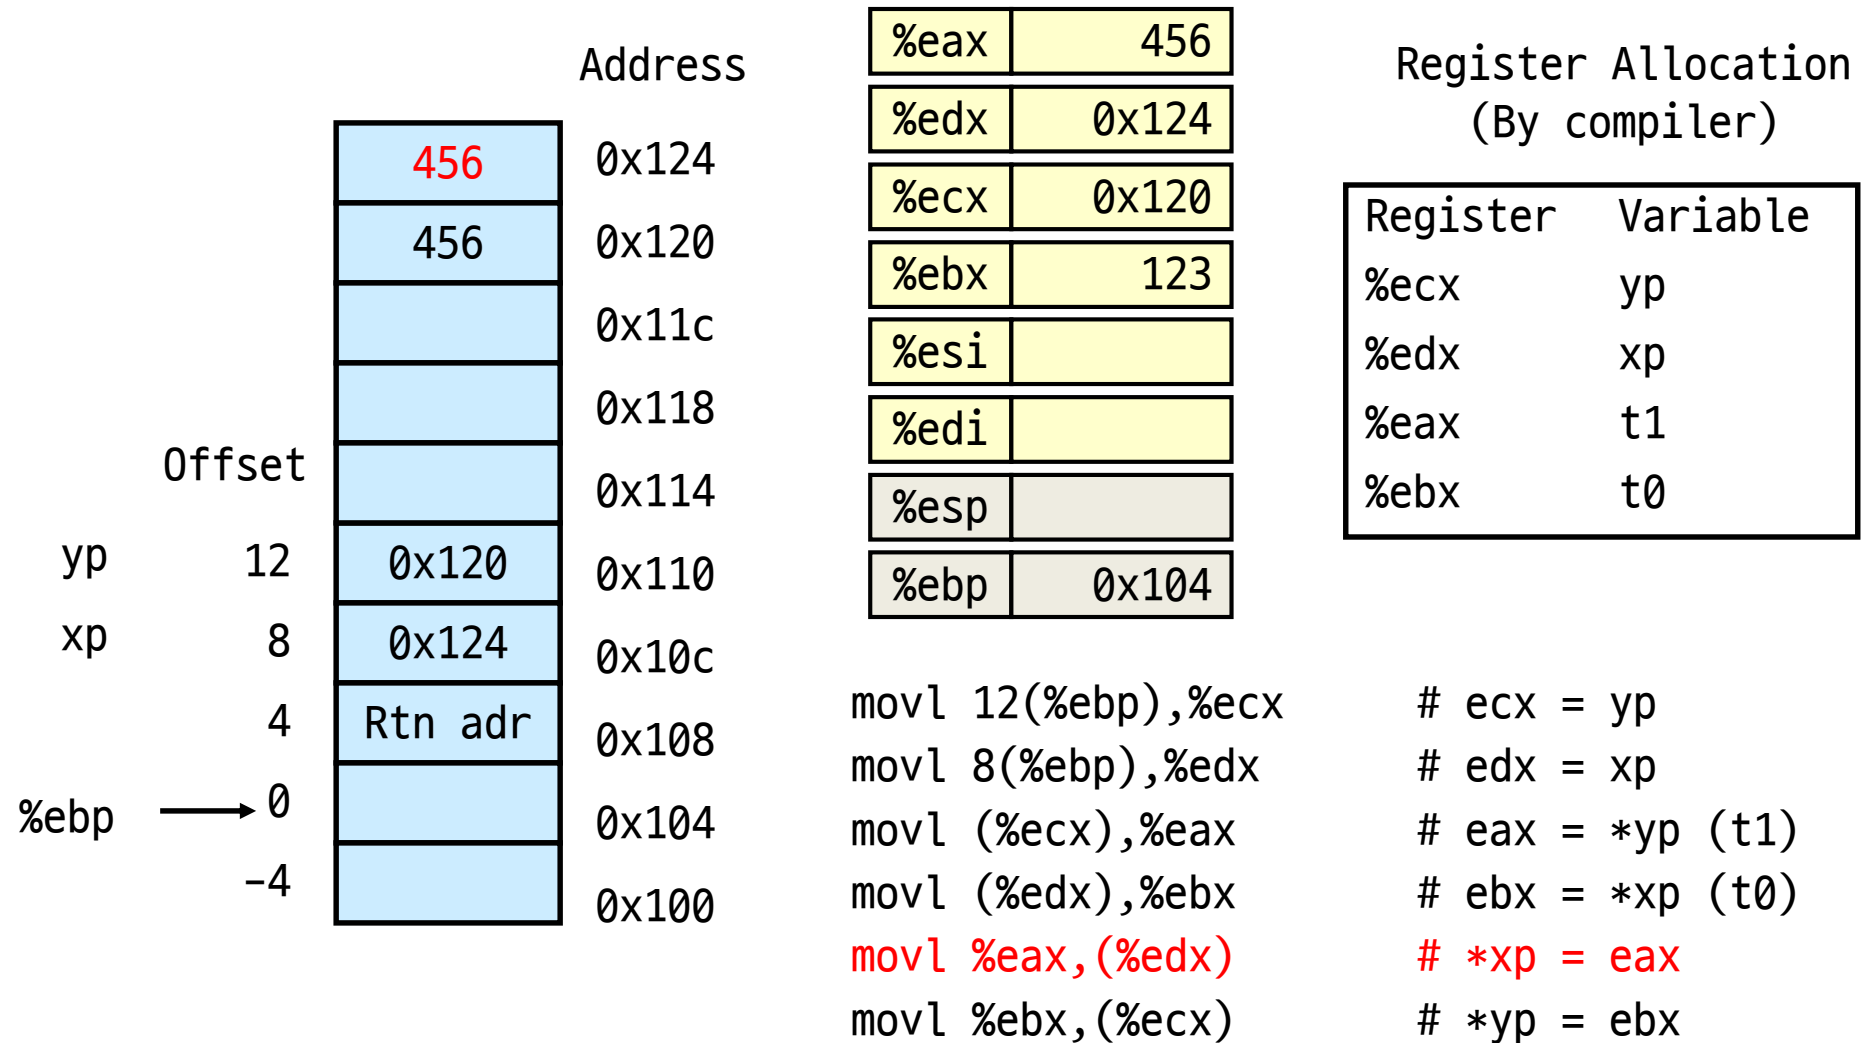 Address
456 0x124
456 0x120
0x11c
0x118
Offset 0x114
yp 12 0x120 0x110
xp 8 0x124 0x10c
4 Rtn adr 0x108
%ebp 0 0x104
−4 0x100
%eax 456
%edx 0x124
%ecx 0x120
%ebx 123
%esi
%edi
%esp
%ebp 0x104
Register Allocation
(By compiler)
Register Variable
%ecx yp
%edx xp
%eax t1
%ebx t0
movl 12(%ebp),%ecx # ecx = yp
movl 8(%ebp),%edx # edx = xp
movl (%ecx),%eax # eax = *yp (t1)
movl (%edx),%ebx # ebx = *xp (t0)
movl %eax,(%edx) # *xp = eax
movl %ebx,(%ecx) # *yp = ebx